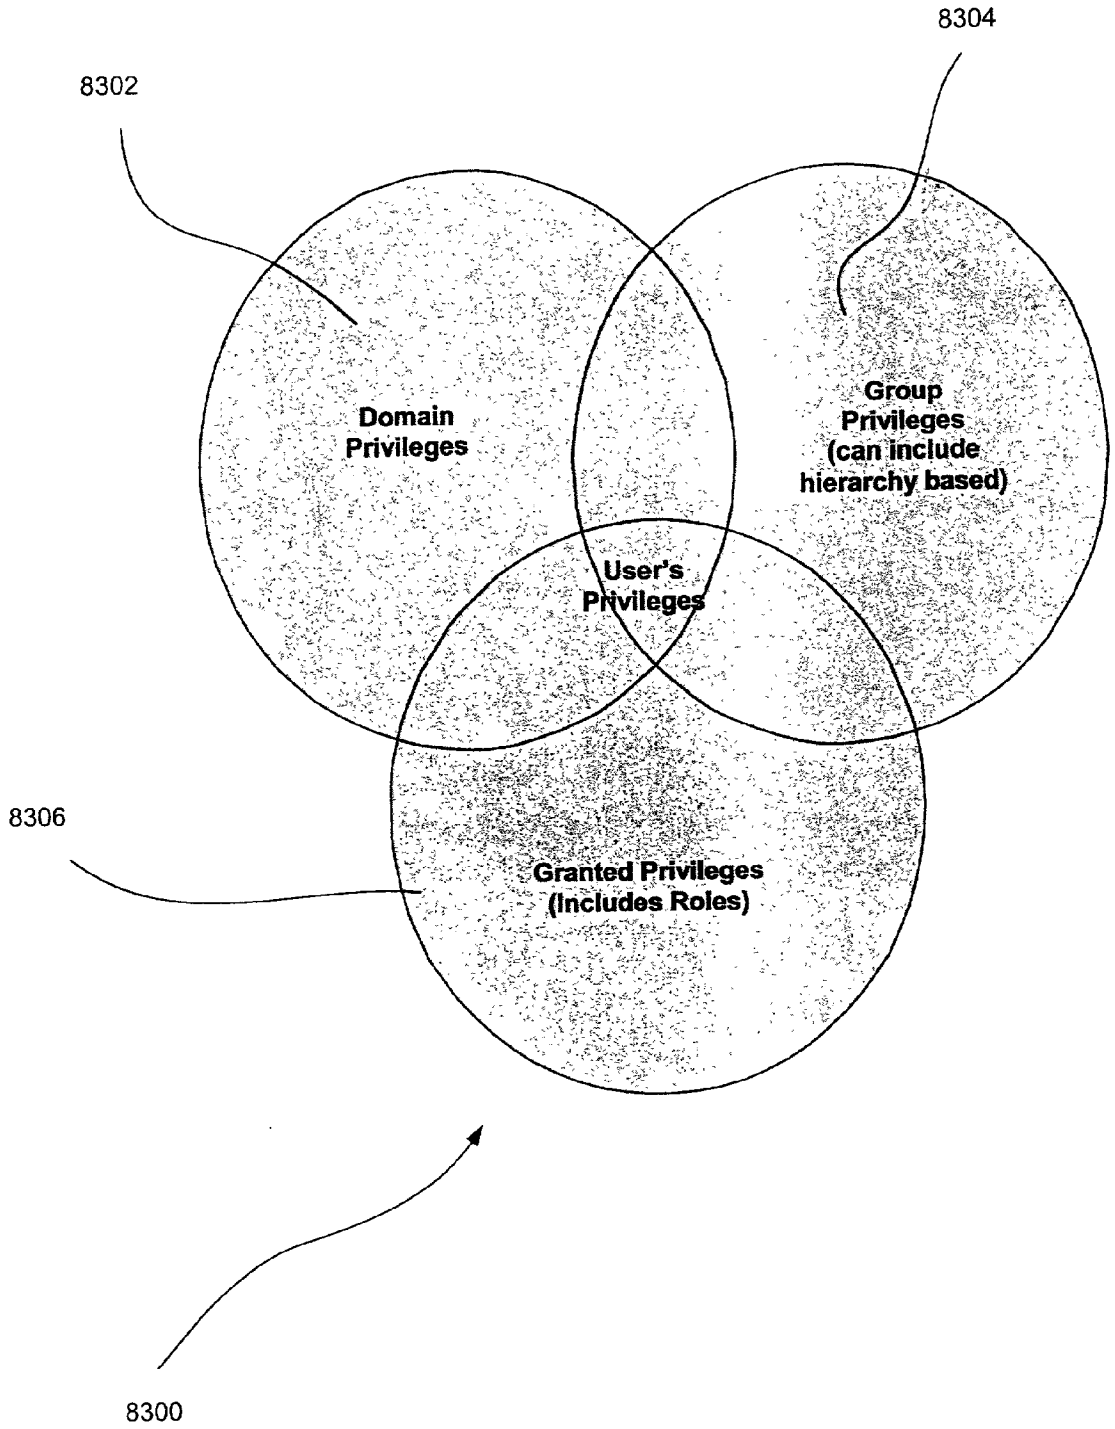 8304
8302
Domain
Privileges
Group
Privileges
(can include
hierarchy based)
User's
Privileges
8306
Granted Privileges
(Includes Roles)
8300